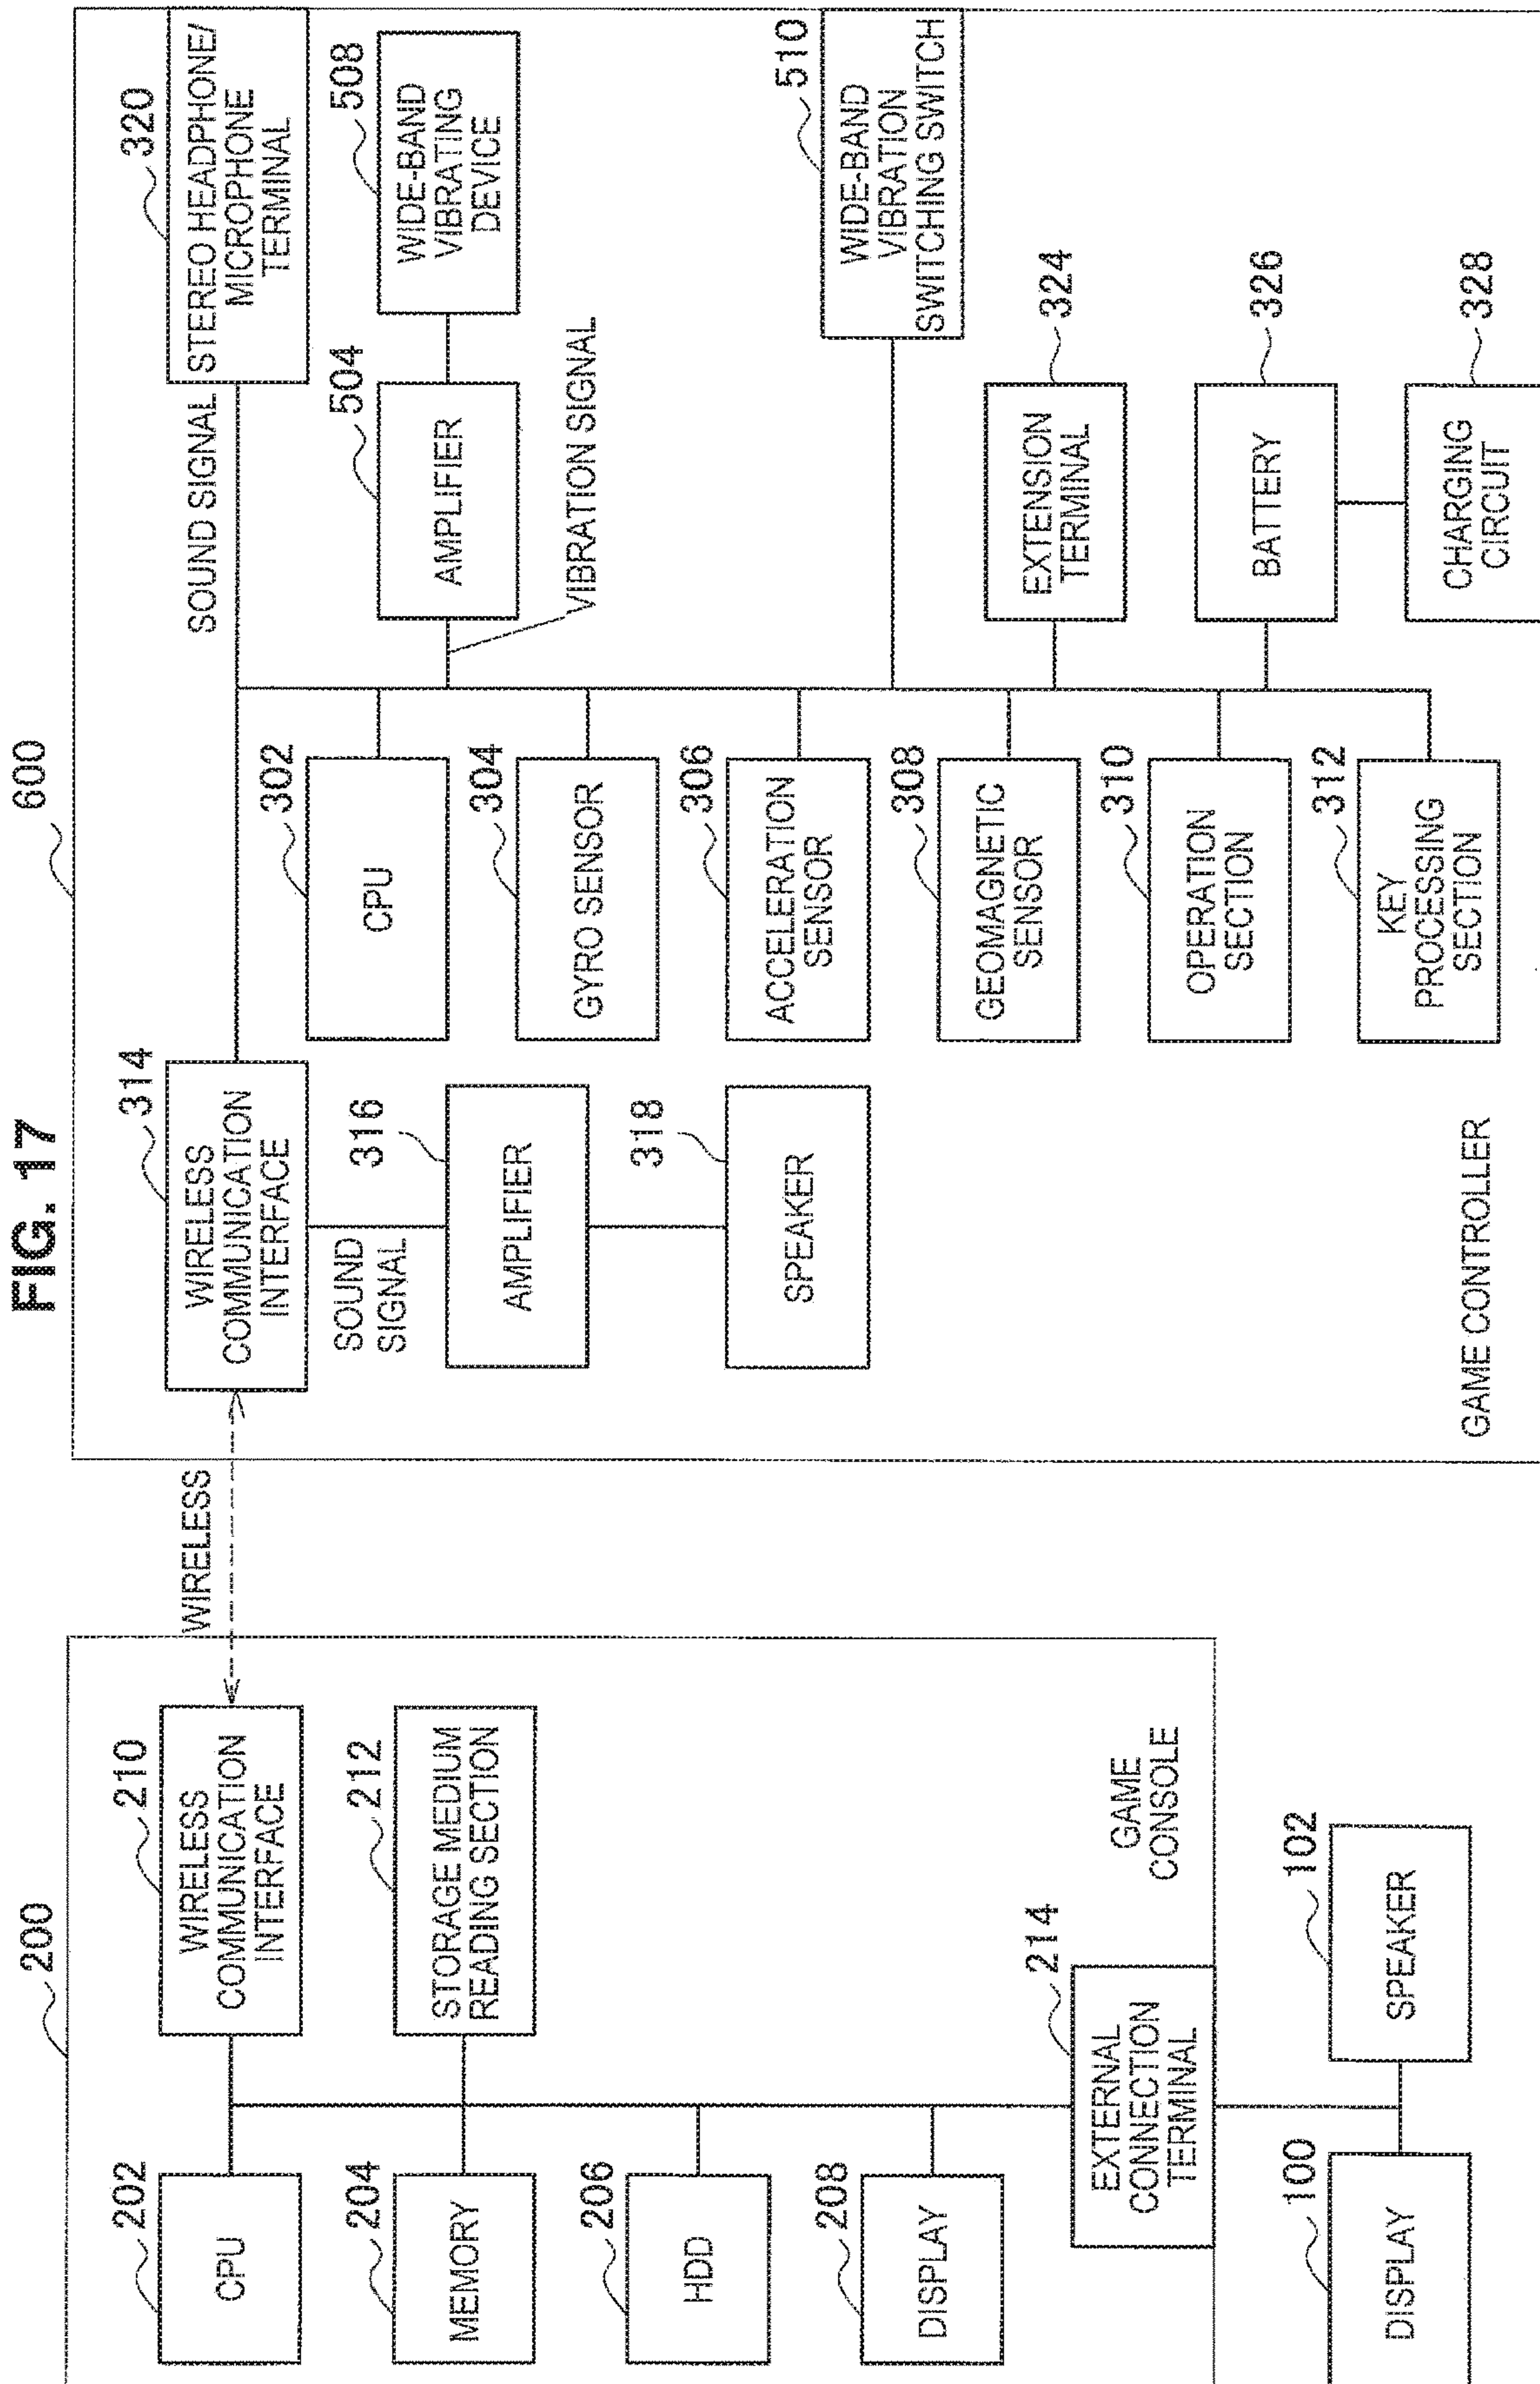 FIG. 17
200
202
CPU
204
MEMORY
206
HDD
208
DISPLAY
210
WIRELESS
COMMUNICATION
INTERFACE
212
STORAGE MEDIUM
READING SECTION
214
EXTERNAL
CONNECTION
TERMINAL
GAME
CONSOLE
100
DISPLAY
102
SPEAKER
WIRELESS
600
314
WIRELESS
COMMUNICATION
INTERFACE
SOUND
SIGNAL
316
AMPLIFIER
318
SPEAKER
302
CPU
304
GYRO SENSOR
306
ACCELERATION
SENSOR
308
GEOMAGNETIC
SENSOR
310
OPERATION
SECTION
312
KEY
PROCESSING
SECTION
SOUND SIGNAL
320
STEREO HEADPHONE/
MICROPHONE
TERMINAL
504
AMPLIFIER
508
WIDE-BAND
VIBRATING
DEVICE
VIBRATION SIGNAL
510
WIDE-BAND
VIBRATION
SWITCHING SWITCH
324
EXTENSION
TERMINAL
326
BATTERY
328
CHARGING
CIRCUIT
GAME CONTROLLER